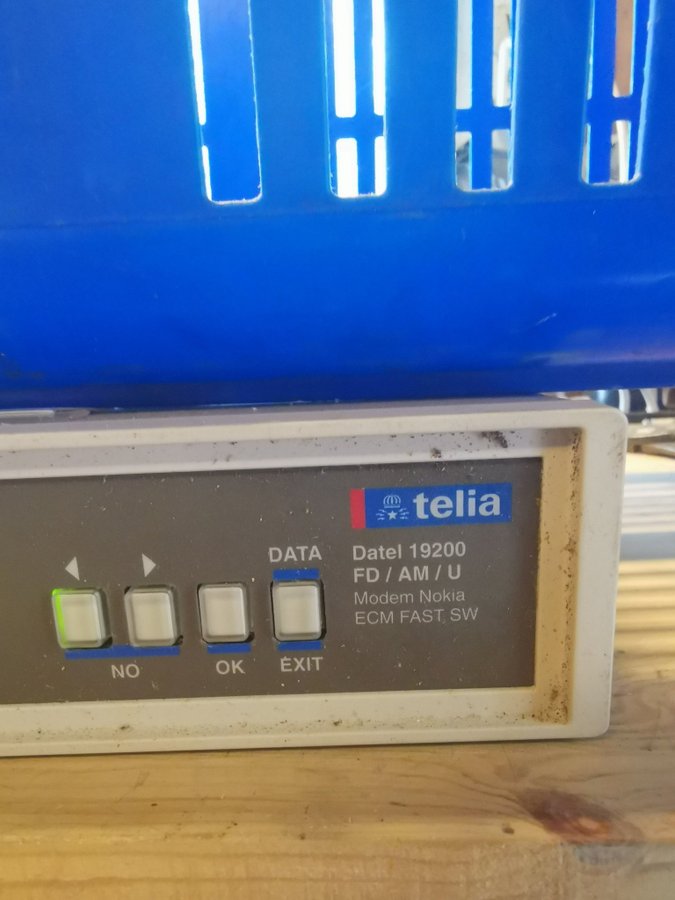 telia
Datel 19200
FD / AM / U
Modem Nokia
ECM FAST SW
DATA
NO
OK
EXIT